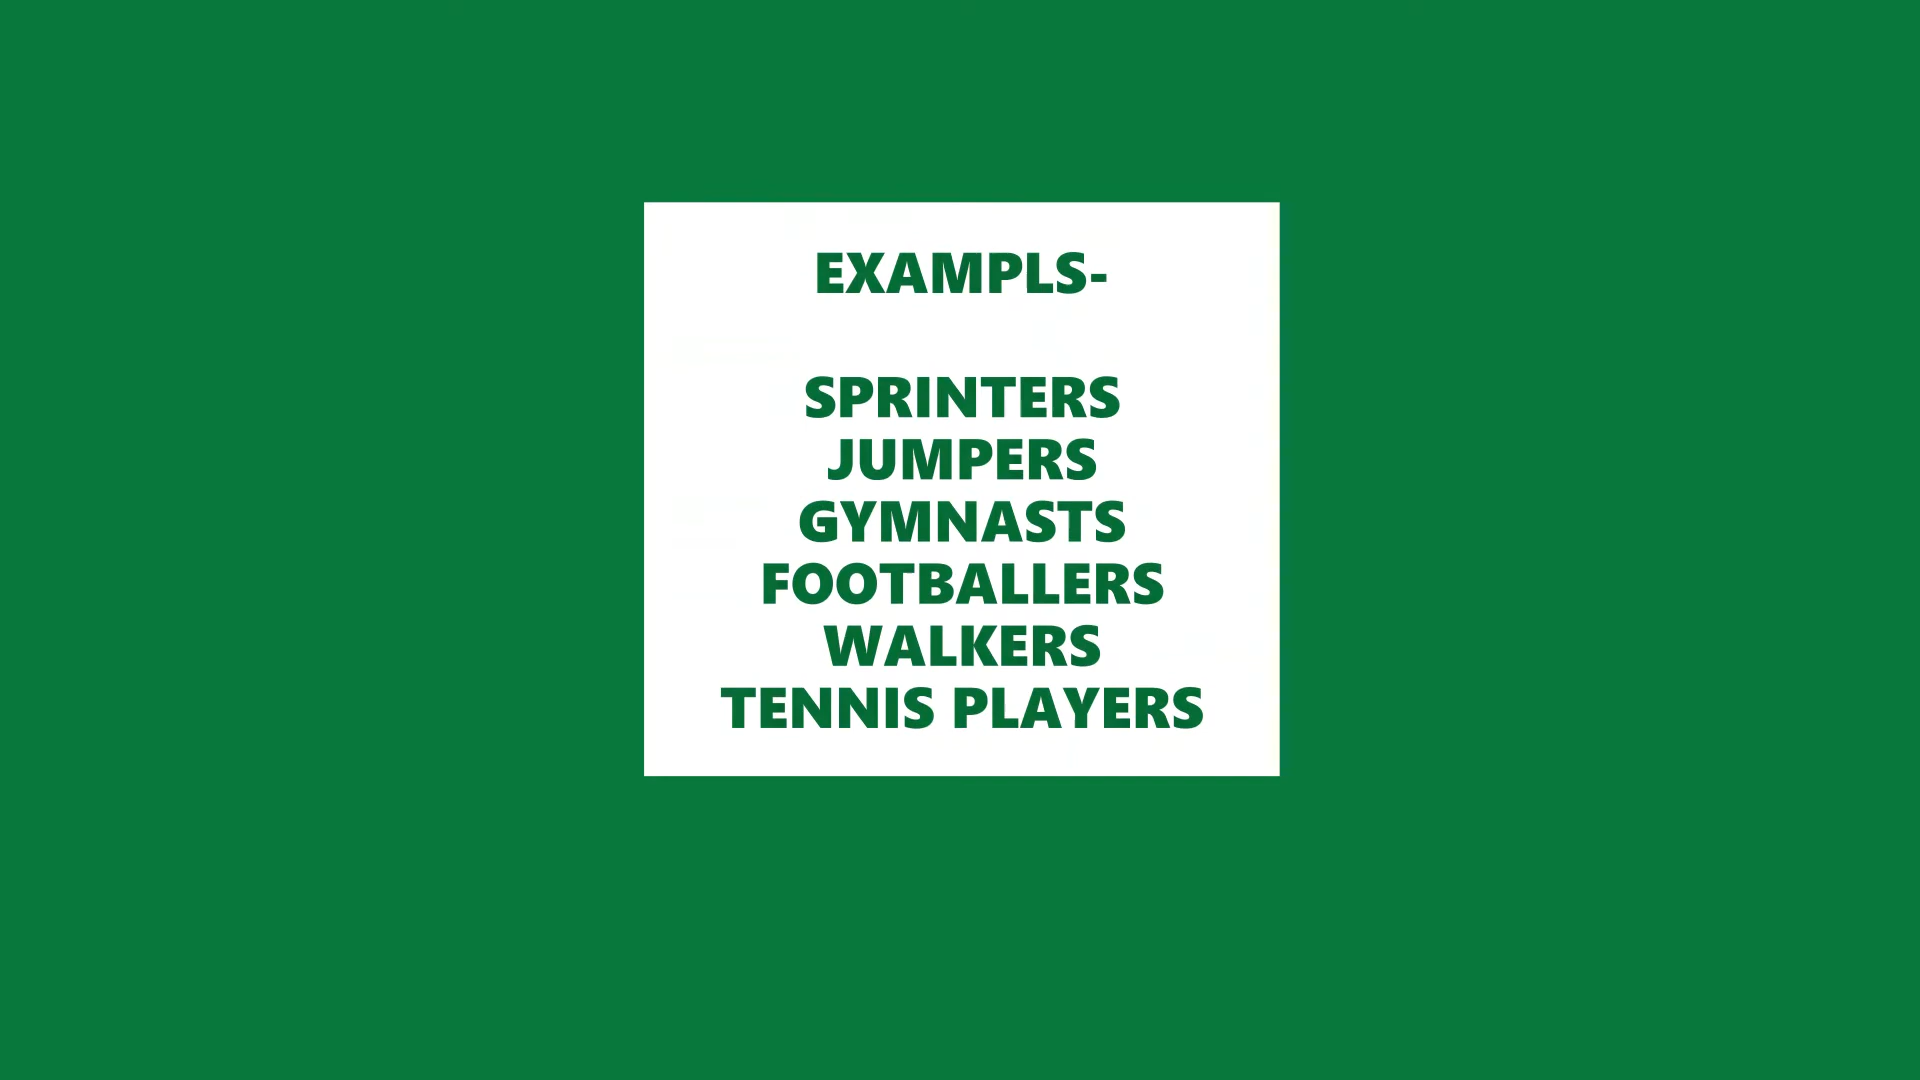 EXAMPLS-
SPRINTERS
JUMPERS
GYMNASTS
FOOTBALLERS
WALKERS
TENNIS PLAYERS